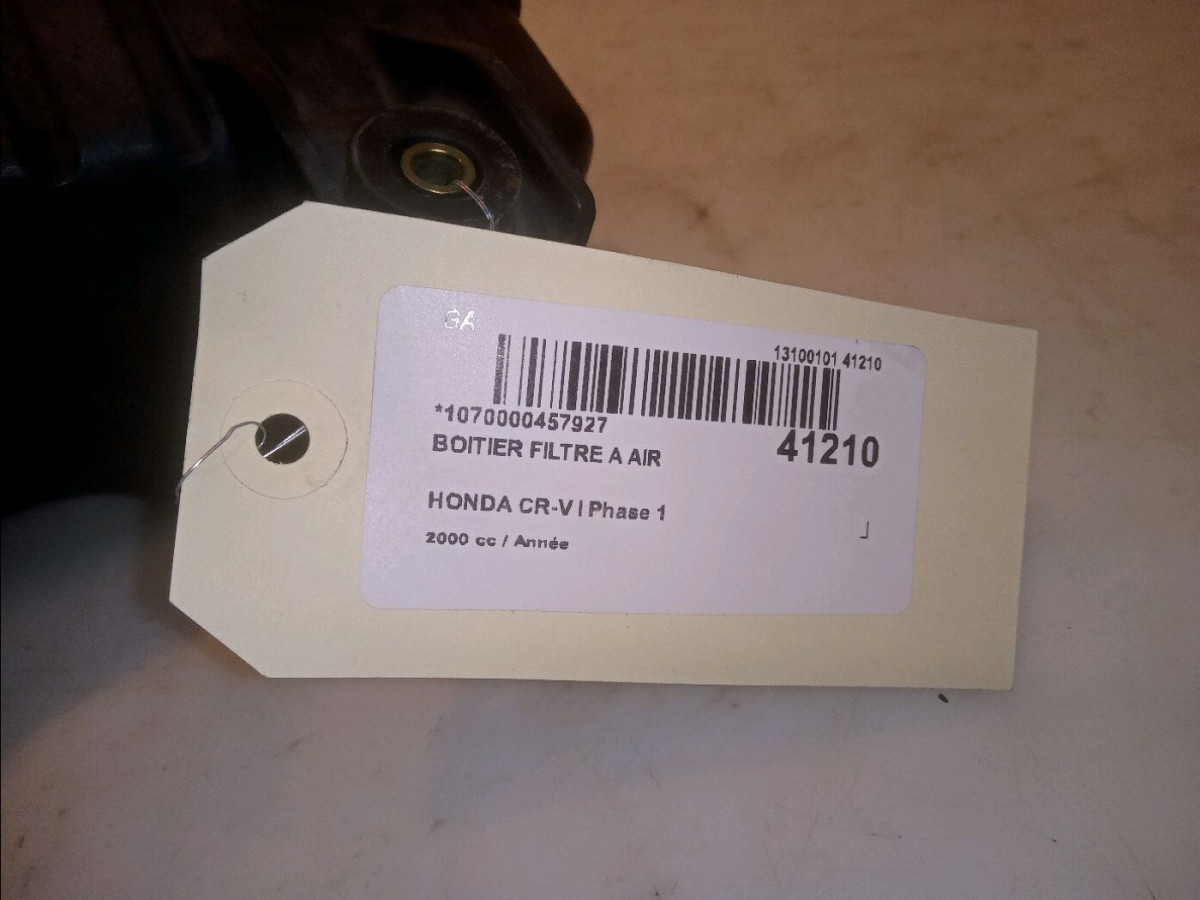 GA
13100101 41210
*1070000457927
41210
BOITIER FILTRE A AIR
HONDA CR-V I Phase 1
2000 cc / Année